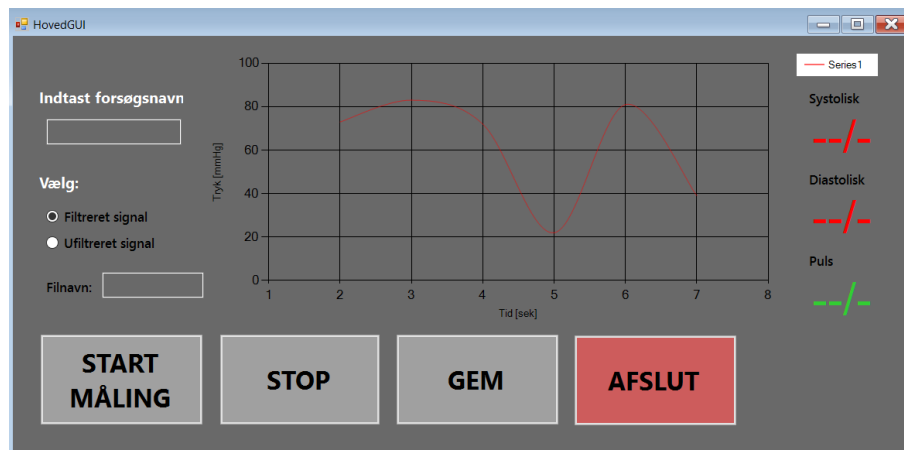 HovedGUI
Indtast forsøgsnavn
Vælg:
Filtreret signal
Ufiltreret signal
Filnavn:
Tryk [mmHg]
100
80
60
40
20
0
1 2 3 4 5 6 7 8
Tid [sek]
Series1
Systolisk
--/-
Diastolisk
--/-
Puls
--/-
START
MÅLING
STOP
GEM
AFSLUT